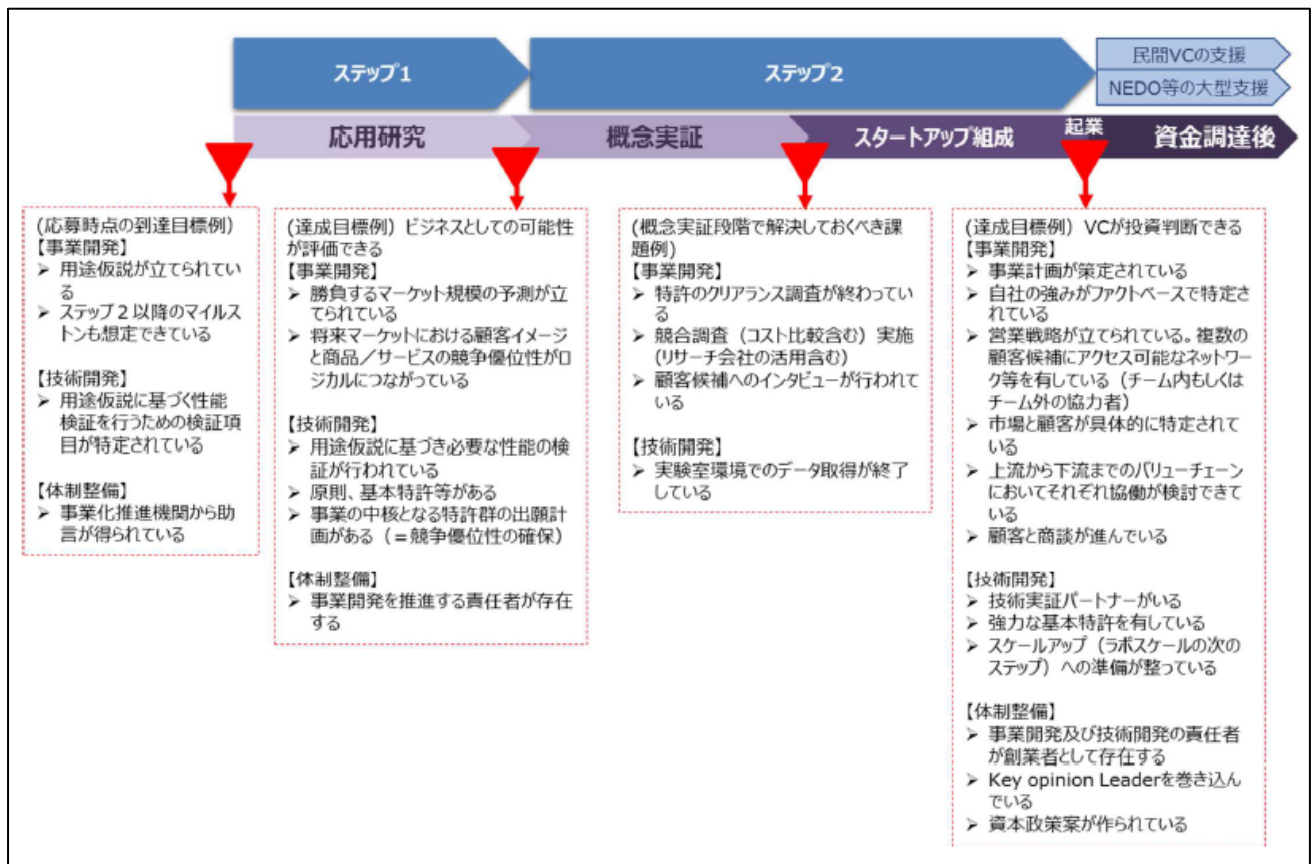 ステップ1
ステップ2
民間VCの支援
NEDO等の大型支援
応用研究
概念実証
スタートアップ組成
起業
資金調達後
(応募時点の到達目標例)
【事業開発】
➢ 用途仮説が立てられてい
る
➢ ステップ2以降のマイルス
トンも想定できている
【技術開発】
➢ 用途仮説に基づく性能
検証を行うための検証項
目が特定されている
【体制整備】
➢ 事業化推進機関から助
言が得られている
(達成目標例) ビジネスとしての可能性
が評価できる
【事業開発】
➢ 勝負するマーケット規模の予測が立
てられている
➢ 将来マーケットにおける顧客イメージ
と商品/サービスの競争優位性がロ
ジカルにつながっている
【技術開発】
➢ 用途仮説に基づき必要な性能の検
証が行われている
➢ 原則、基本特許等がある
➢ 事業の中核となる特許群の出願計
画がある(=競争優位性の確保)
【体制整備】
➢ 事業開発を推進する責任者が存在
する
(概念実証段階で解決しておくべき課
題例)
【事業開発】
➢ 特許のクリアランス調査が終わってい
る
➢ 競合調査(コスト比較含む)実施
(リサーチ会社の活用含む)
➢ 顧客候補へのインタビューが行われて
いる
【技術開発】
➢ 実験室環境でのデータ取得が終了
している
(達成目標例) VCが投資判断できる
【事業開発】
➢ 事業計画が策定されている
➢ 自社の強みがファクトベースで特定さ
れている
➢ 営業戦略が立てられている。複数の
顧客候補にアクセス可能なネットワー
ク等を有している(チーム内もしくは
チーム外の協力者)
➢ 市場と顧客が具体的に特定されて
いる
➢ 上流から下流までのバリューチェーン
においてそれぞれ協働が検討できて
いる
➢ 顧客と商談が進んでいる
【技術開発】
➢ 技術実証パートナーがいる
➢ 強力な基本特許を有している
➢ スケールアップ(ラボスケールの次の
ステップ)への準備が整っている
【体制整備】
➢ 事業開発及び技術開発の責任者
が創業者として存在する
➢ Key opinion Leaderを巻き込ん
でいる
➢ 資本政策案が作られている